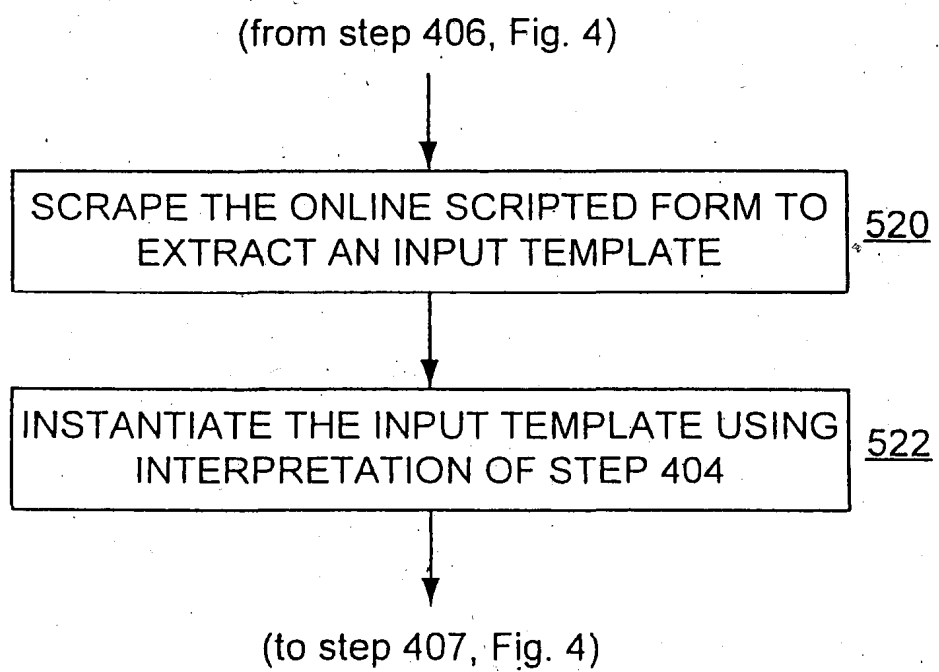 (from step 406, Fig. 4)
SCRAPE THE ONLINE SCRIPTED FORM TO
EXTRACT AN INPUT TEMPLATE
520
INSTANTIATE THE INPUT TEMPLATE USING
INTERPRETATION OF STEP 404
522
(to step 407, Fig. 4)